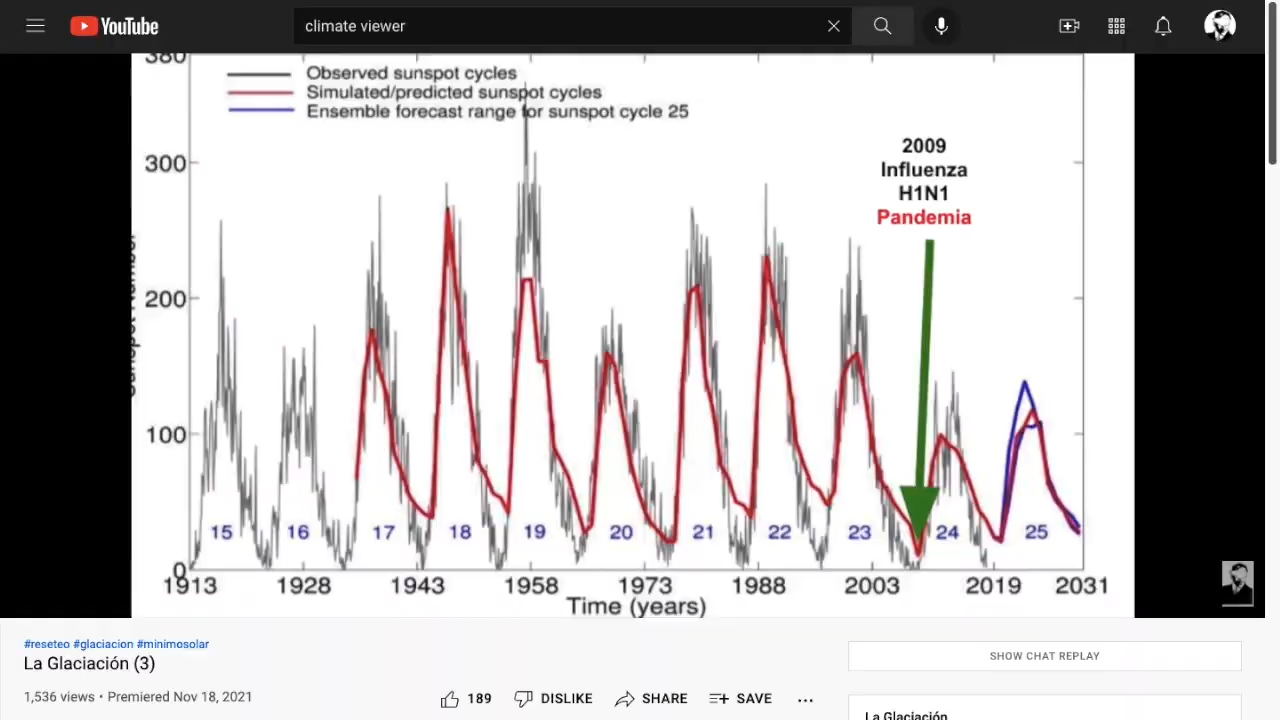 YouTube
climate viewer
380
Observed sunspot cycles
Simulated/predicted sunspot cycles
Ensemble forecast range for sunspot cycle 25
2009
Influenza
H1N1
Pandemia
300
200
100
0
Sunspot Number
15 16 17 18 19 20 21 22 23 24 25
1913 1928 1943 1958 1973 1988 2003 2019 2031
Time (years)
#reseteo #glaciacion #minimosolar
La Glaciación (3)
1,536 views • Premiered Nov 18, 2021
189 DISLIKE SHARE SAVE
SHOW CHAT REPLAY
La Glaciación